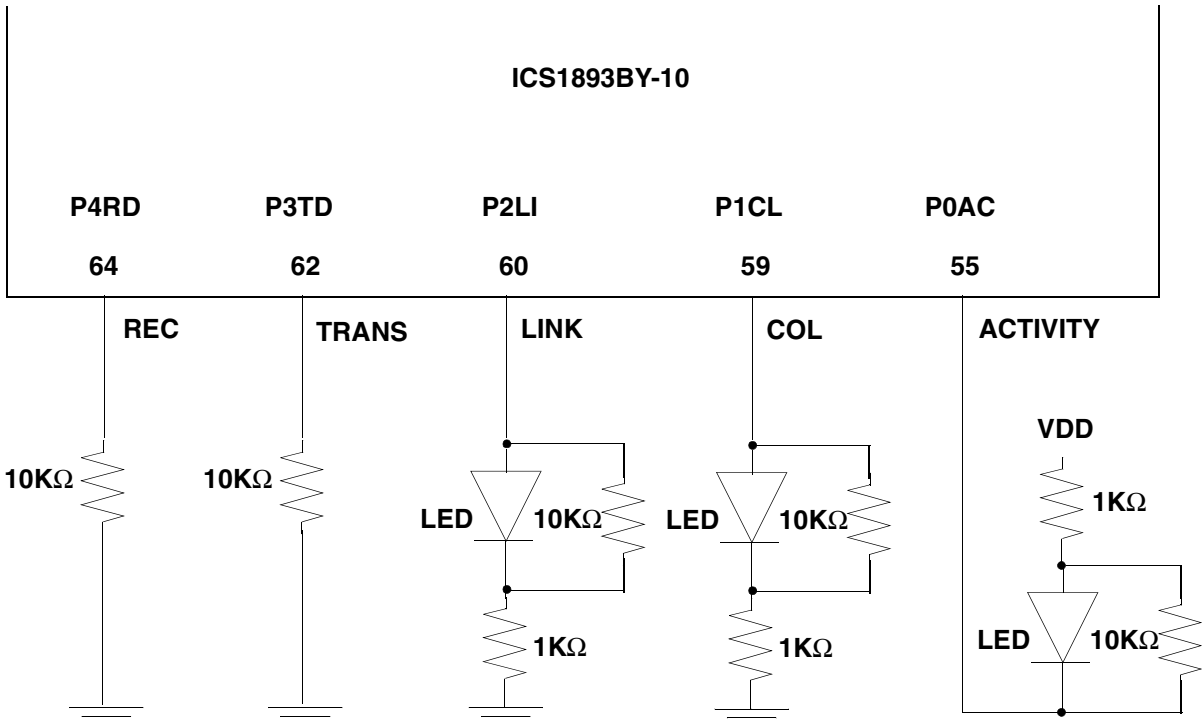 ICS1893BY-10
P4RD P3TD P2LI P1CL P0AC
64 62 60 59 55
REC TRANS LINK COL ACTIVITY
VDD
10KΩ 10KΩ 1KΩ
LED 10KΩ LED 10KΩ
LED 10KΩ
1KΩ 1KΩ